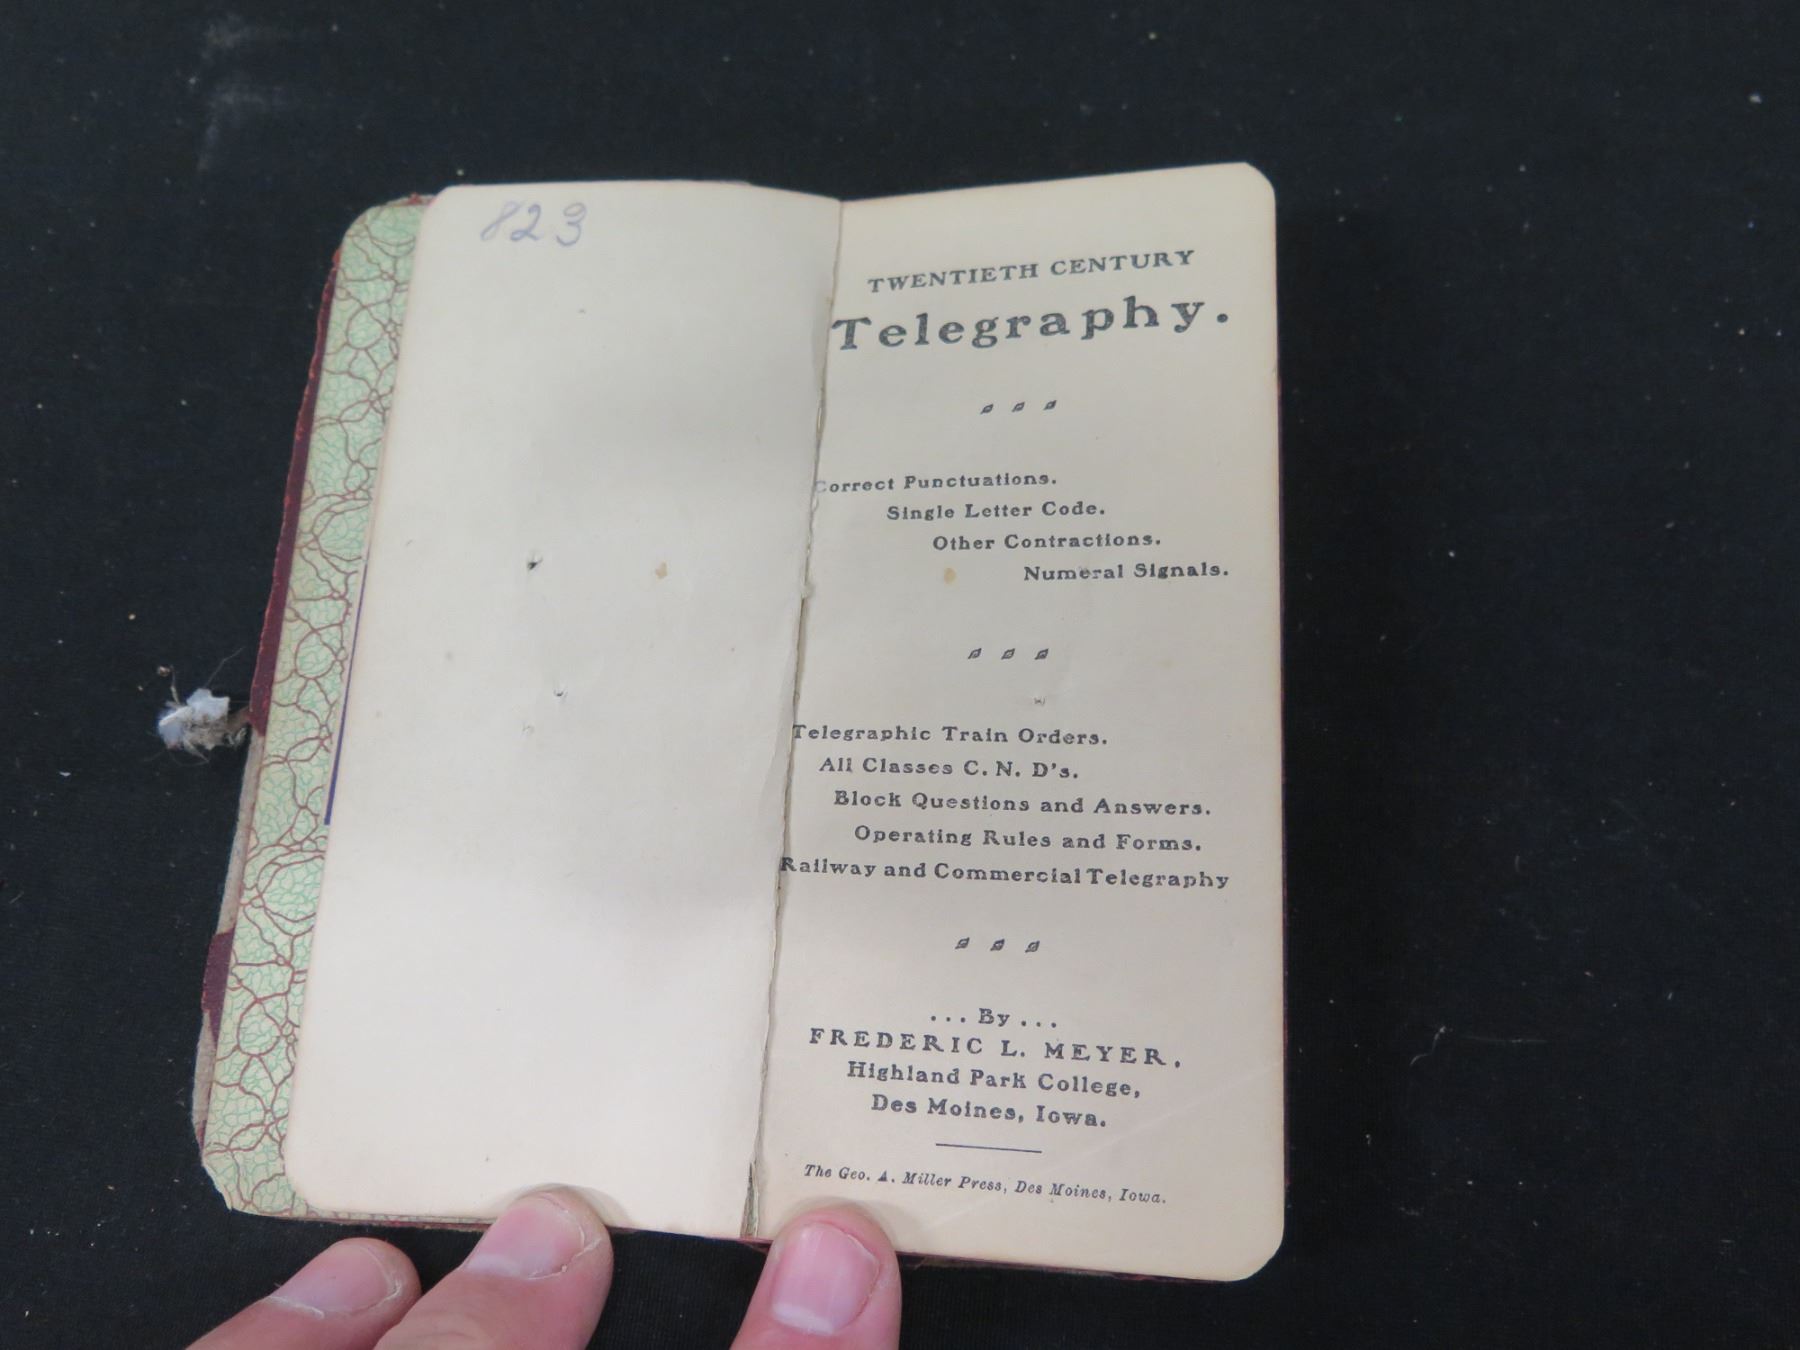 823
TWENTIETH CENTURY
Telegraphy.
Correct Punctuations.
Single Letter Code.
Other Contractions.
Numeral Signals.
Telegraphic Train Orders.
All Classes C. N. D's.
Block Questions and Answers.
Operating Rules and Forms.
Railway and Commercial Telegraphy
... By ...
FREDERIC L. MEYER.
Highland Park College,
Des Moines, Iowa.
The Geo. A. Miller Press, Des Moines, Iowa.